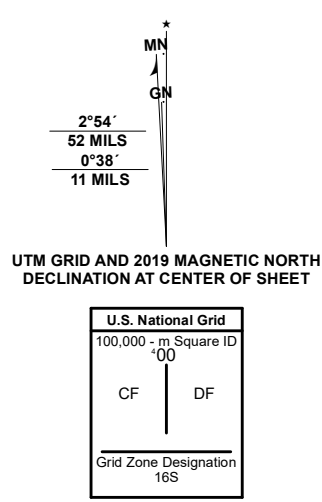 MN
GN
2°54´
52 MILS
0°38´
11 MILS
UTM GRID AND 2019 MAGNETIC NORTH
DECLINATION AT CENTER OF SHEET
U.S. National Grid
100,000 - m Square ID
⁴00
CF DF
Grid Zone Designation
16S